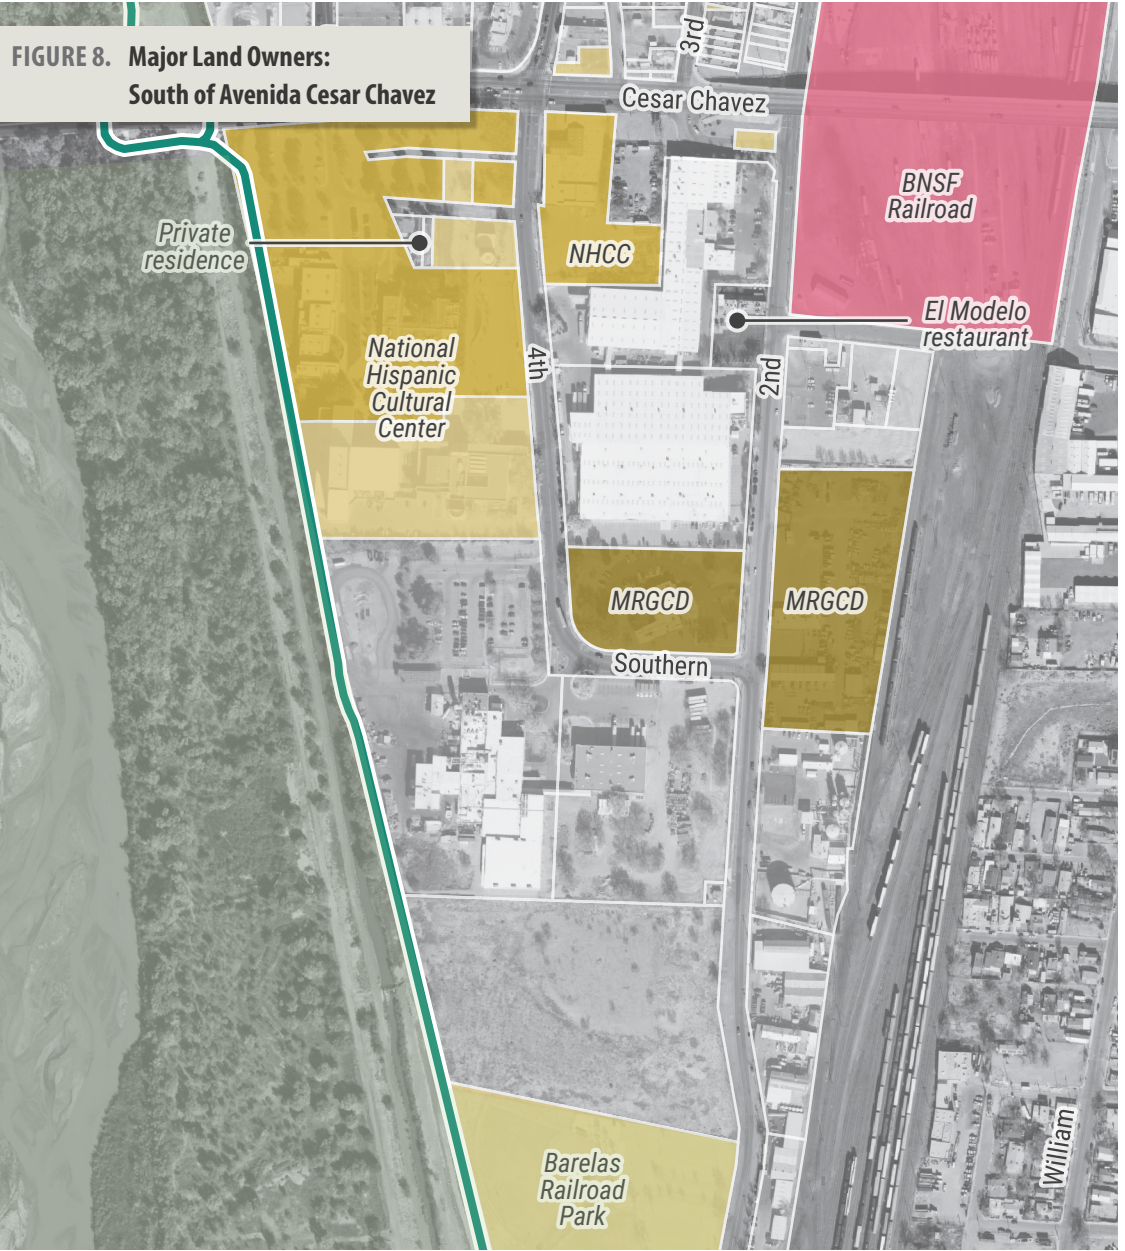 FIGURE 8. Major Land Owners:
South of Avenida Cesar Chavez
3rd
Cesar Chavez
BNSF
Railroad
Private
residence
NHCC
El Modelo
restaurant
National
Hispanic
Cultural
Center
4th
2nd
MRGCD
MRGCD
Southern
William
Barelas
Railroad
Park